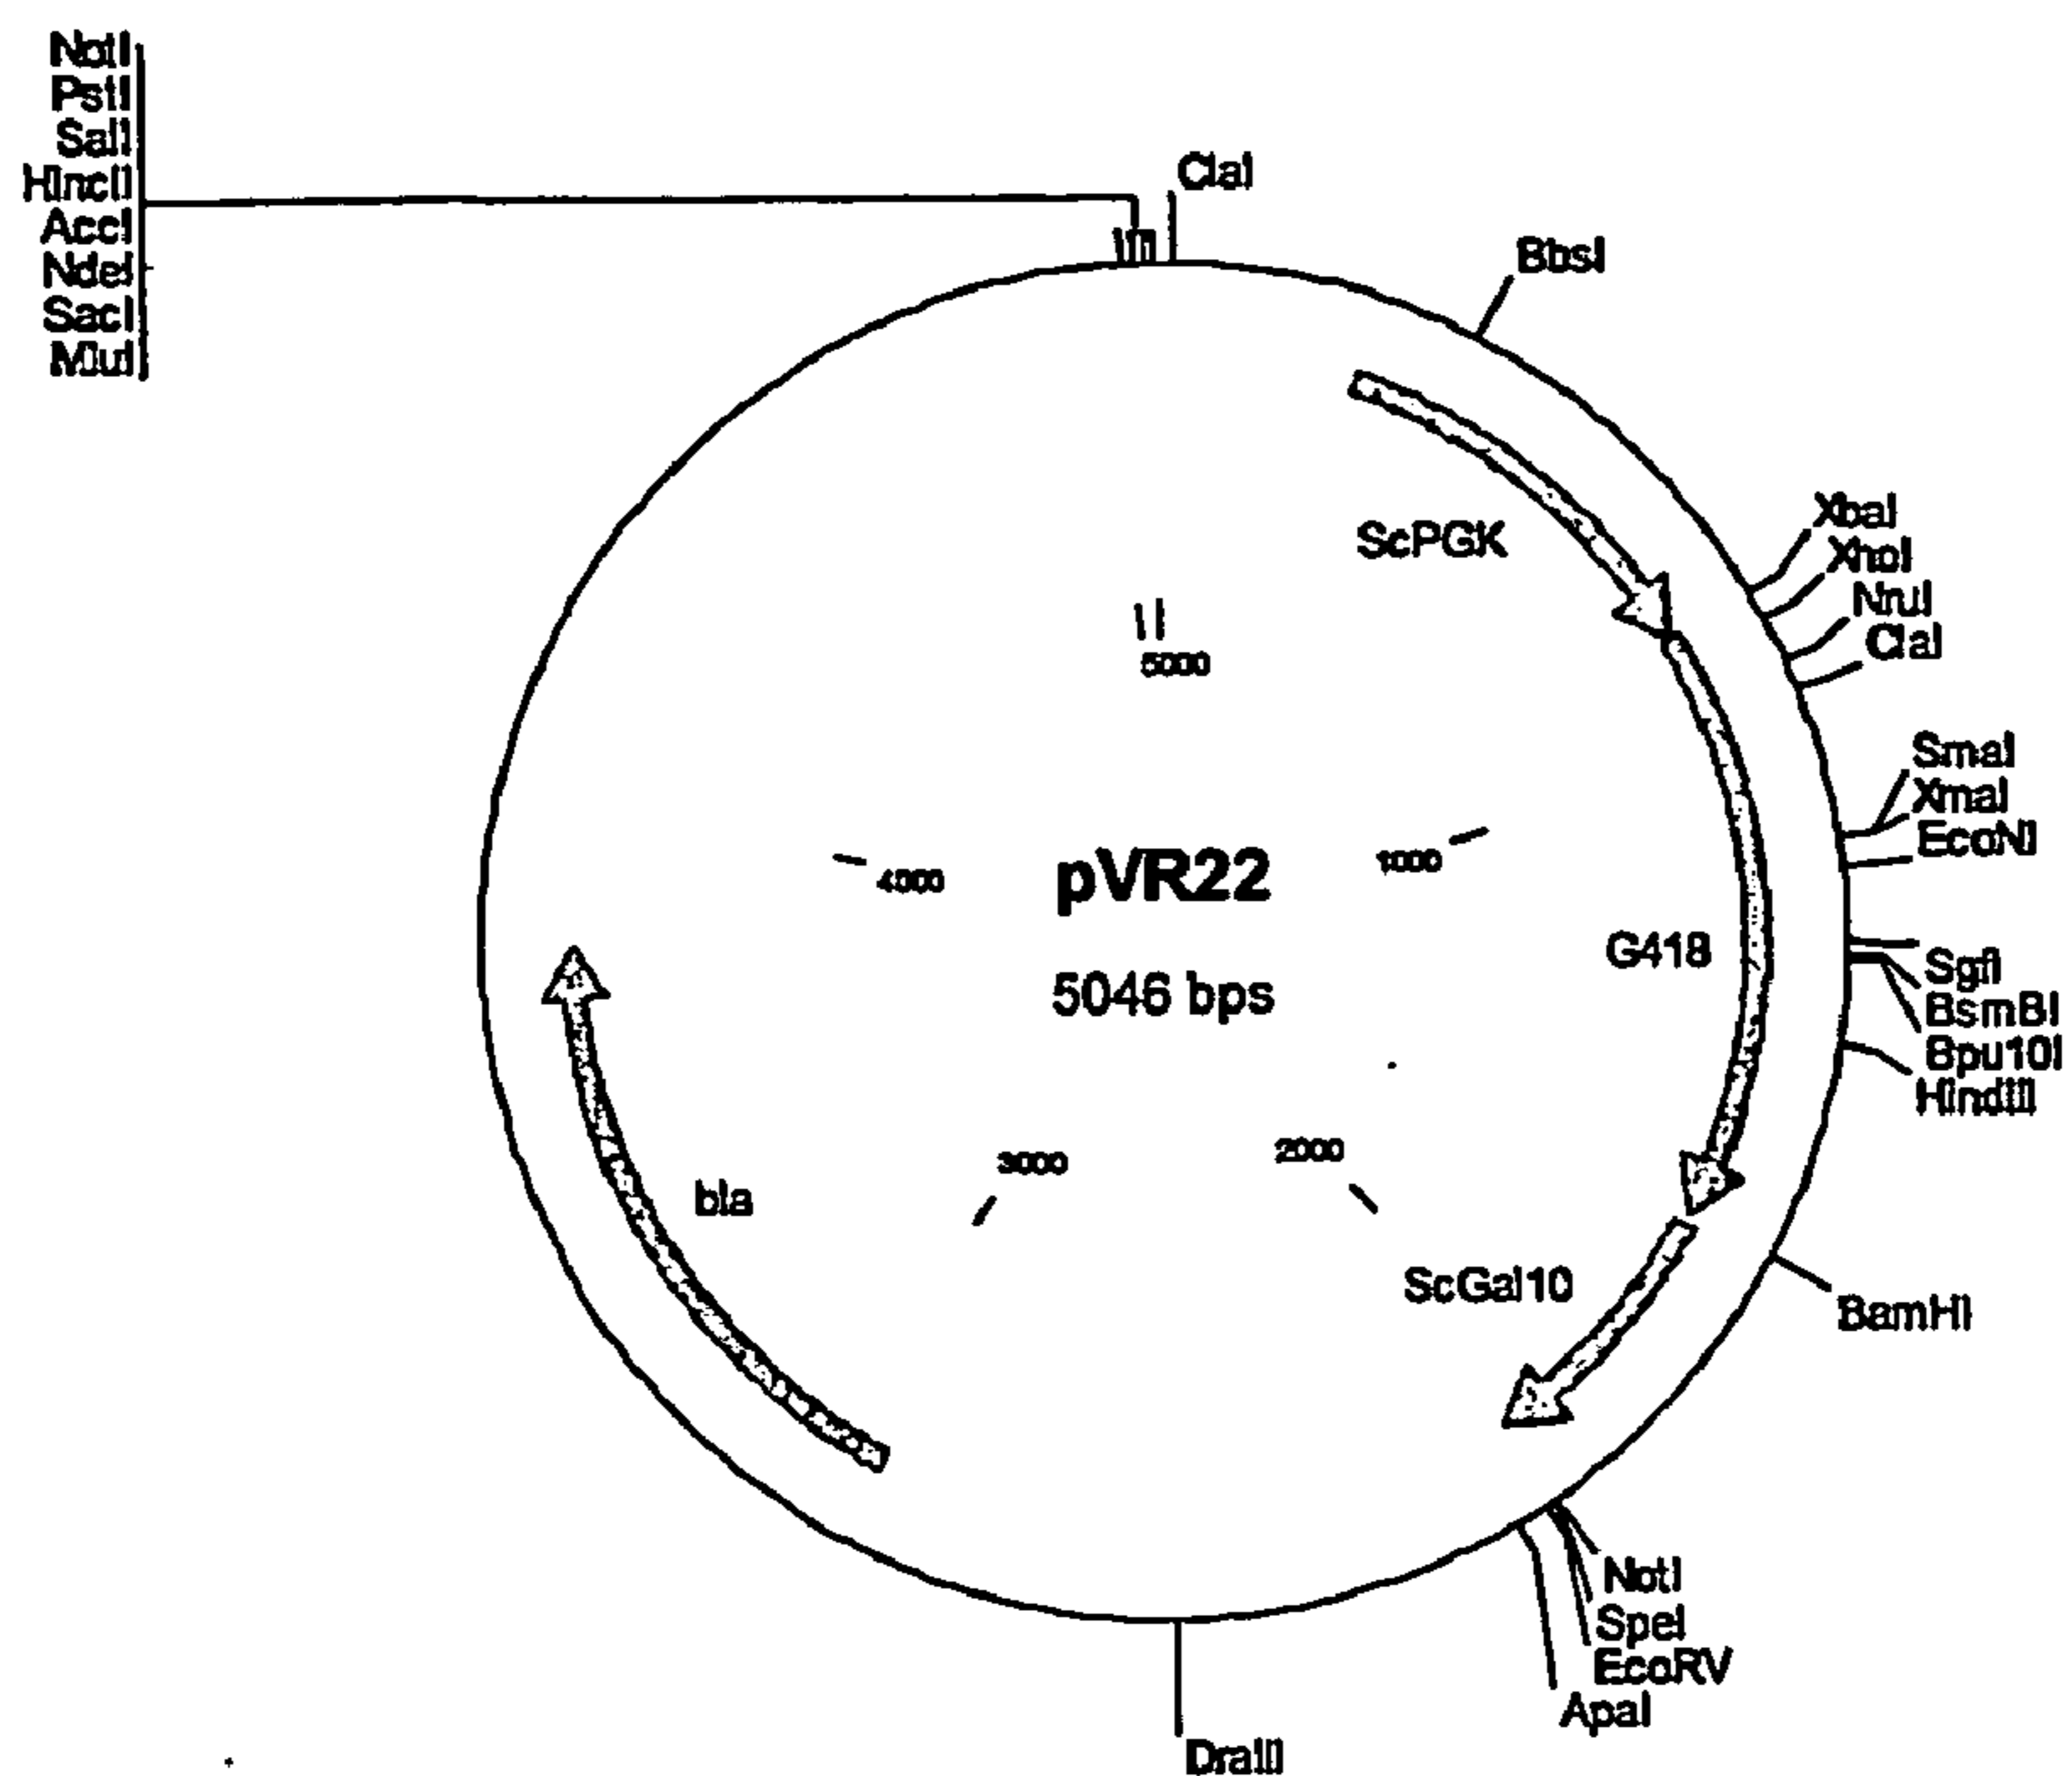 NotI
PstI
SalI
HincII
AccI
NdeI
SacI
MluI
ClaI
BbsI
XbaI
XhoI
NruI
ClaI
SmaI
XmaI
EcoNI
SgfI
BsmBI
Bpu10I
HindIII
BamHI
NotI
SpeI
EcoRV
ApaI
DraIII
ScPGK
5000
1000
4000
pVR22
5046 bps
G418
2000
3000
bla
ScGal10